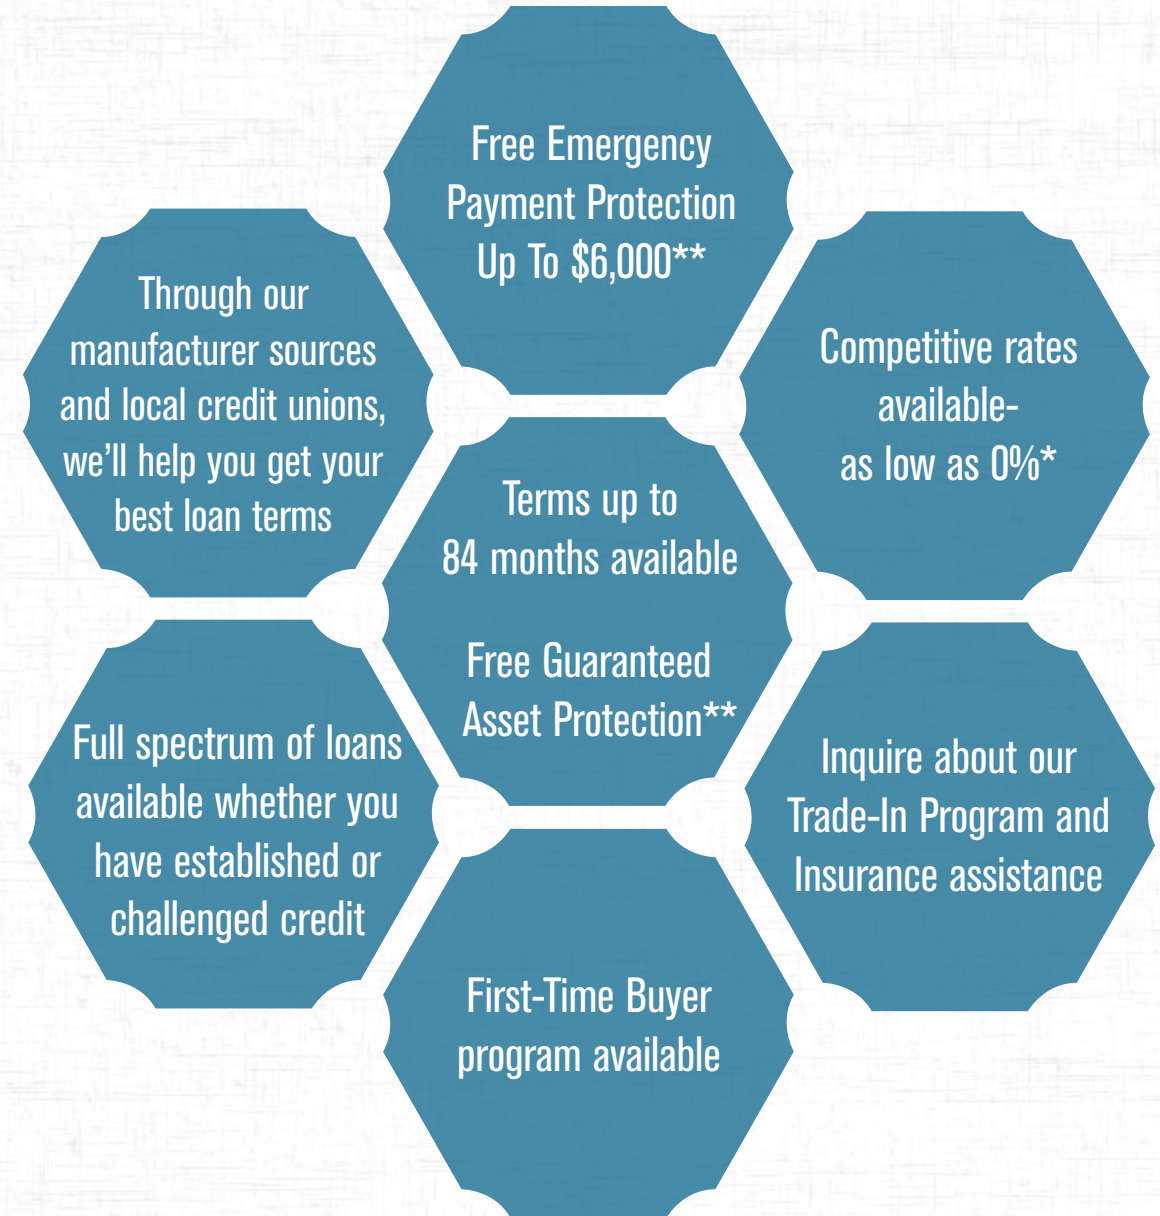 Free Emergency
Payment Protection
Up To $6,000**
Through our
manufacturer sources
and local credit unions,
we'll help you get your
best loan terms
Competitive rates
available-
as low as 0%*
Terms up to
84 months available
Free Guaranteed
Asset Protection**
Full spectrum of loans
available whether you
have established or
challenged credit
Inquire about our
Trade-In Program and
Insurance assistance
First-Time Buyer
program available